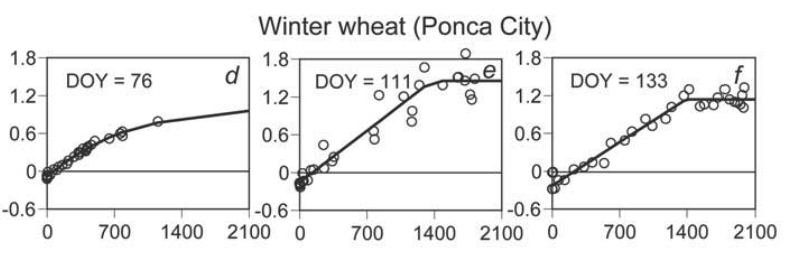 Winter wheat (Ponca City)
1.8 DOY = 76 d 1.8 DOY = 111 e 1.8 DOY = 133 f
1.2 1.2 1.2
0.6 0.6 0.6
0 0 0
-0.6 -0.6 -0.6
0 700 1400 2100 0 700 1400 2100 0 700 1400 2100